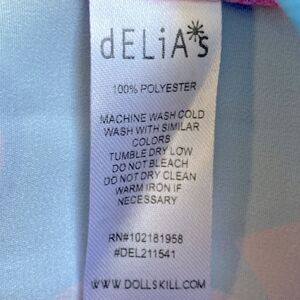 dELiA*s
100% POLYESTER
MACHINE WASH COLD
WASH WITH SIMILAR
COLORS
TUMBLE DRY LOW
DO NOT BLEACH
DO NOT DRY CLEAN
WARM IRON IF
NECESSARY
RN#102181958
#DEL211541
WWW.DOLLSKILL.COM